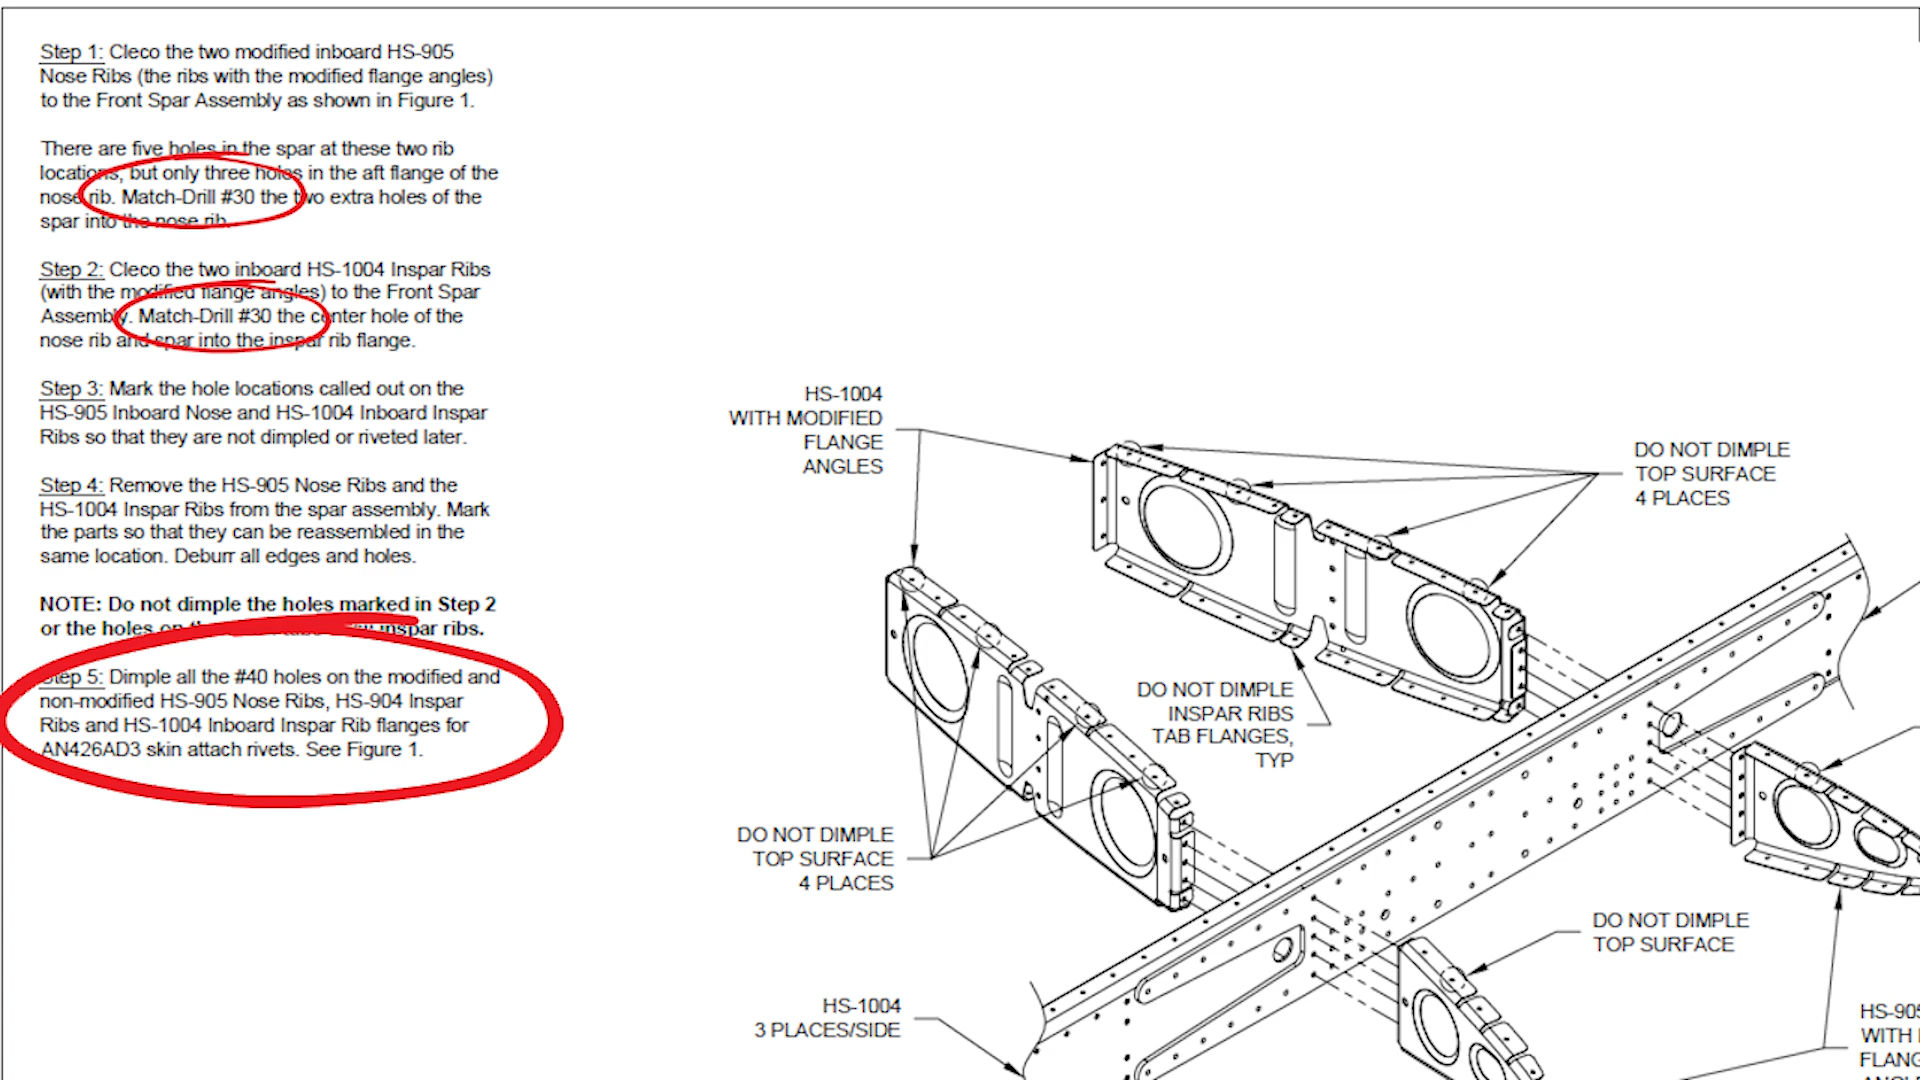 Step 1: Cleco the two modified inboard HS-905
Nose Ribs (the ribs with the modified flange angles)
to the Front Spar Assembly as shown in Figure 1.
There are five holes in the spar at these two rib
locations, but only three holes in the aft flange of the
nose rib. Match-Drill #30 the two extra holes of the
spar into the nose rib.
Step 2: Cleco the two inboard HS-1004 Inspar Ribs
(with the modified flange angles) to the Front Spar
Assembly. Match-Drill #30 the center hole of the
nose rib and spar into the inspar rib flange.
Step 3: Mark the hole locations called out on the
HS-905 Inboard Nose and HS-1004 Inboard Inspar
Ribs so that they are not dimpled or riveted later.
Step 4: Remove the HS-905 Nose Ribs and the
HS-1004 Inspar Ribs from the spar assembly. Mark
the parts so that they can be reassembled in the
same location. Deburr all edges and holes.
NOTE: Do not dimple the holes marked in Step 2
or the holes on inspar ribs.
Step 5: Dimple all the #40 holes on the modified and
non-modified HS-905 Nose Ribs, HS-904 Inspar
Ribs and HS-1004 Inboard Inspar Rib flanges for
AN426AD3 skin attach rivets. See Figure 1.
HS-1004
WITH MODIFIED
FLANGE
ANGLES
DO NOT DIMPLE
TOP SURFACE
4 PLACES
DO NOT DIMPLE
INSPAR RIBS
TAB FLANGES,
TYP
DO NOT DIMPLE
TOP SURFACE
4 PLACES
DO NOT DIMPLE
TOP SURFACE
HS-1004
3 PLACES/SIDE
HS-905
WITH
FLANG